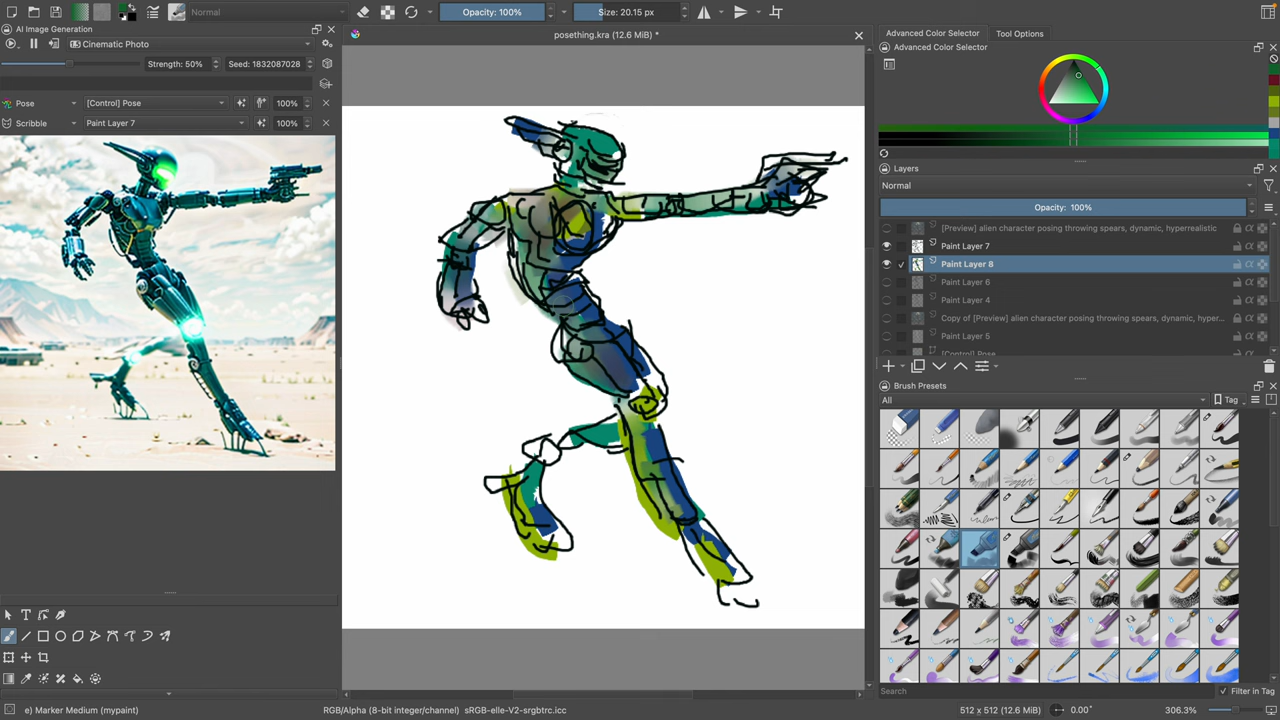 Normal
Opacity: 100%
Size: 20.15 px
AI Image Generation
posething.kra (12.6 MiB) *
Advanced Color Selector
Tool Options
Cinematic Photo
Advanced Color Selector
Strength: 50%
Seed: 1832087028
Pose
[Control] Pose
100%
Scribble
Paint Layer 7
100%
Layers
Normal
Opacity: 100%
[Preview] alien character posing throwing spears, dynamic, hyperrealistic
Paint Layer 7
Paint Layer 8
Paint Layer 6
Paint Layer 4
Copy of [Preview] alien character posing throwing spears, dynamic, hyper...
Paint Layer 5
[Control] Pose
Brush Presets
All
Tag
Search
Filter in Tag
e) Marker Medium (mypaint)
RGB/Alpha (8-bit integer/channel) sRGB-elle-V2-srgbtrc.icc
512 x 512 (12.6 MiB)
0.00°
306.3%